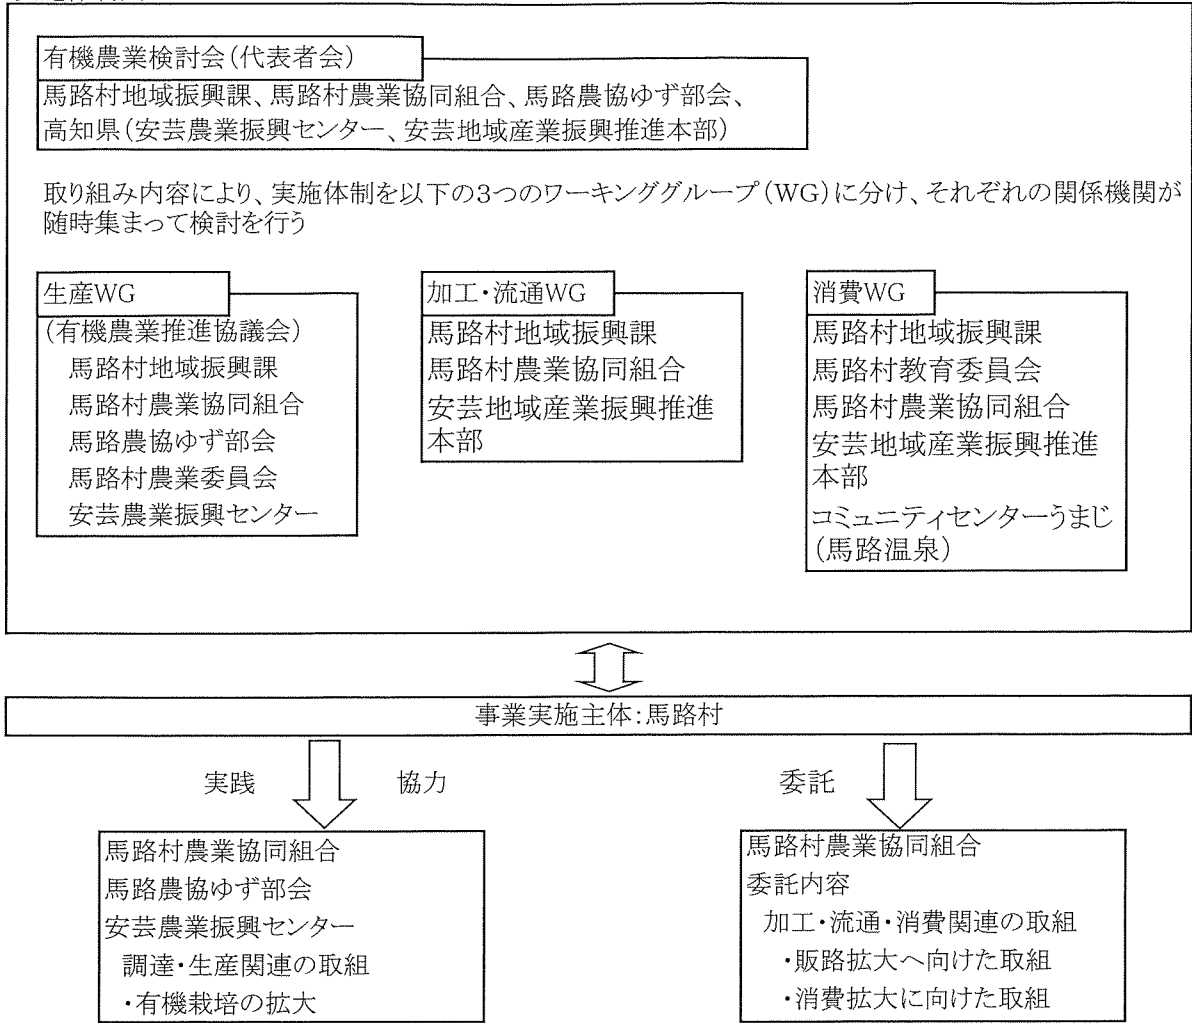 有機農業検討会(代表者会)
馬路村地域振興課、馬路村農業協同組合、馬路農協ゆず部会、
高知県(安芸農業振興センター、安芸地域産業振興推進本部)
取り組み内容により、実施体制を以下の3つのワーキンググループ(WG)に分け、それぞれの関係機関が
随時集まって検討を行う
生産WG
(有機農業推進協議会)
馬路村地域振興課
馬路村農業協同組合
馬路農協ゆず部会
馬路村農業委員会
安芸農業振興センター
加工・流通WG
馬路村地域振興課
馬路村農業協同組合
安芸地域産業振興推進
本部
消費WG
馬路村地域振興課
馬路村教育委員会
馬路村農業協同組合
安芸地域産業振興推進
本部
コミュニティセンターうまじ
(馬路温泉)
事業実施主体:馬路村
実践 協力
委託
馬路村農業協同組合
馬路農協ゆず部会
安芸農業振興センター
調達・生産関連の取組
・有機栽培の拡大
馬路村農業協同組合
委託内容
加工・流通・消費関連の取組
・販路拡大へ向けた取組
・消費拡大に向けた取組